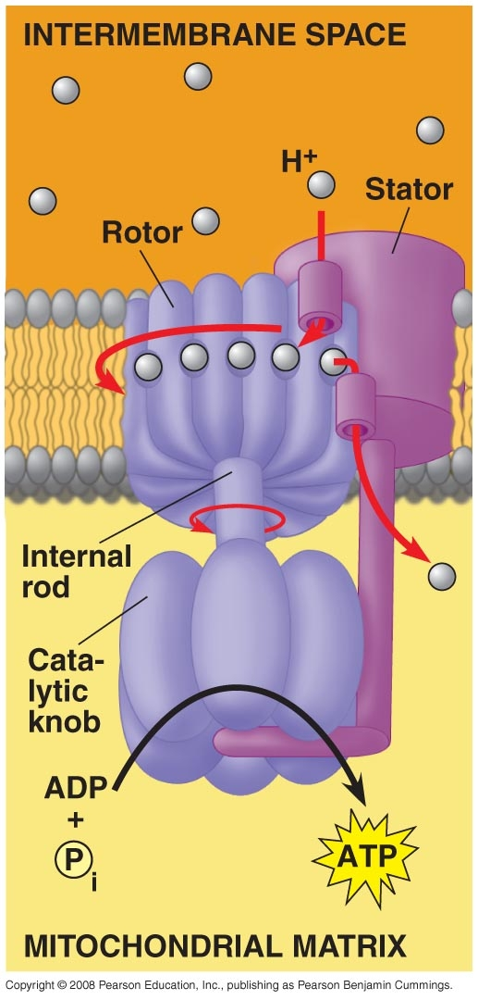 INTERMEMBRANE SPACE
H+
Stator
Rotor
Internal
rod
Cata-
lytic
knob
ADP
+
P i
ATP
MITOCHONDRIAL MATRIX
Copyright © 2008 Pearson Education, Inc., publishing as Pearson Benjamin Cummings.